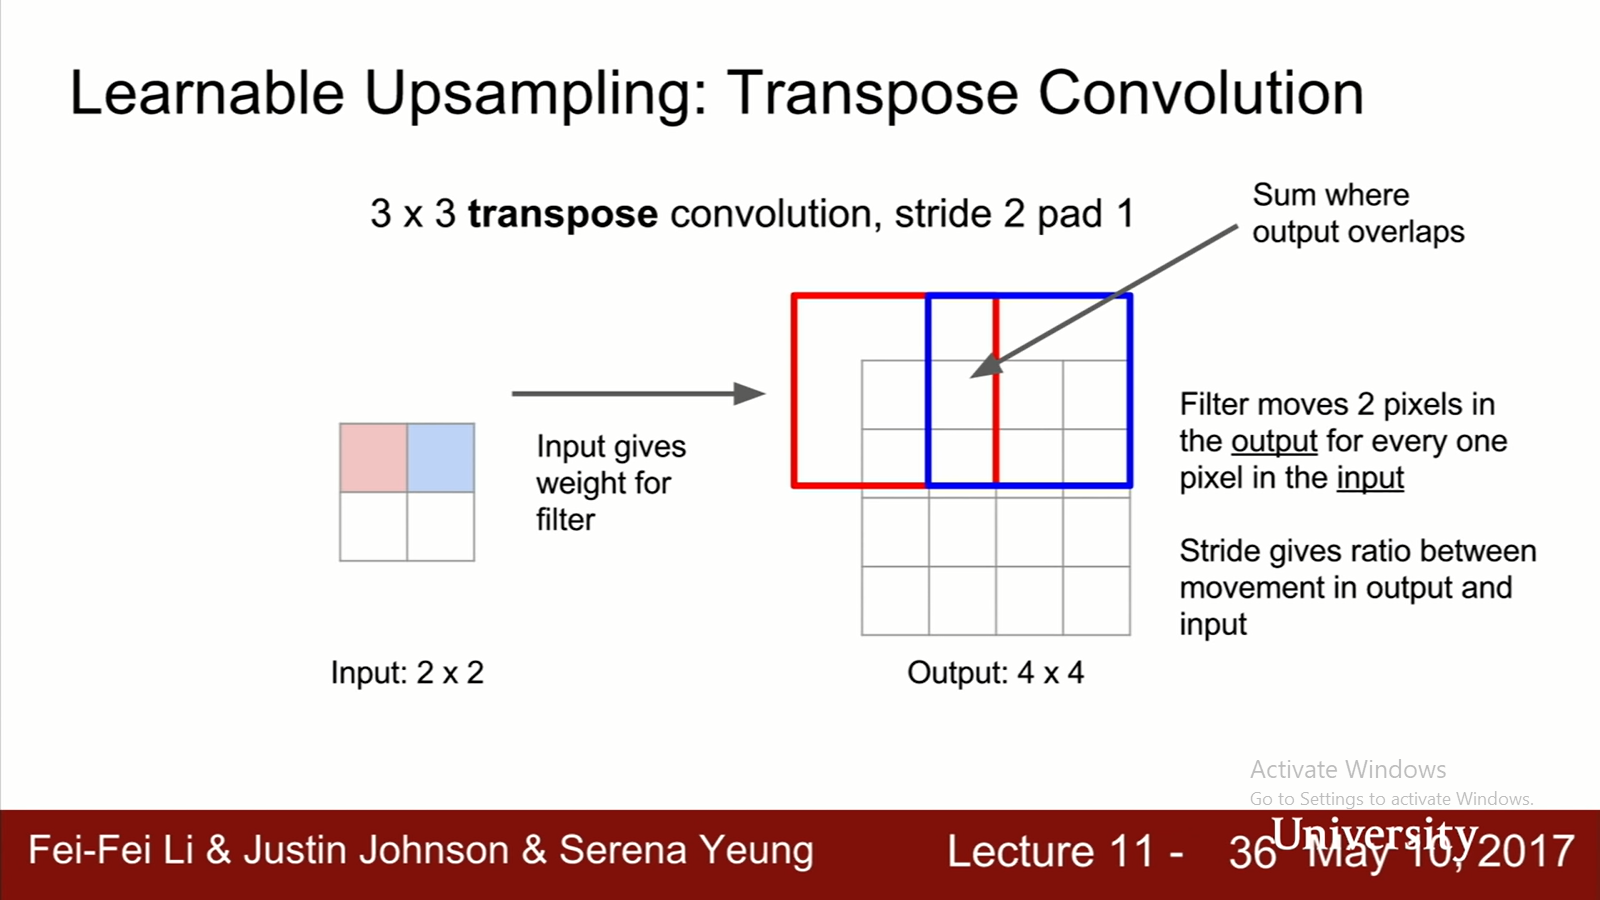 Learnable Upsampling: Transpose Convolution
3 x 3 transpose convolution, stride 2 pad 1
Sum where
output overlaps
Input gives
weight for
filter
Filter moves 2 pixels in
the output for every one
pixel in the input
Stride gives ratio between
movement in output and
input
Input: 2 x 2
Output: 4 x 4
Activate Windows
Go to Settings to activate Windows.
Fei-Fei Li & Justin Johnson & Serena Yeung
Lecture 11 - 36 May 10, 2017
University